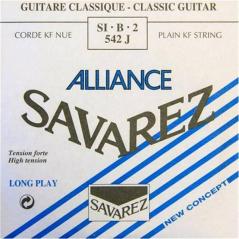 GUITARE CLASSIQUE - CLASSIC GUITAR
CORDE KF NUE SI · B · 2 PLAIN KF STRING
542 J
ALLIANCE
SAVAREZ
Tension forte
High tension
LONG PLAY
SAVAREZ
NEW CONCEPT